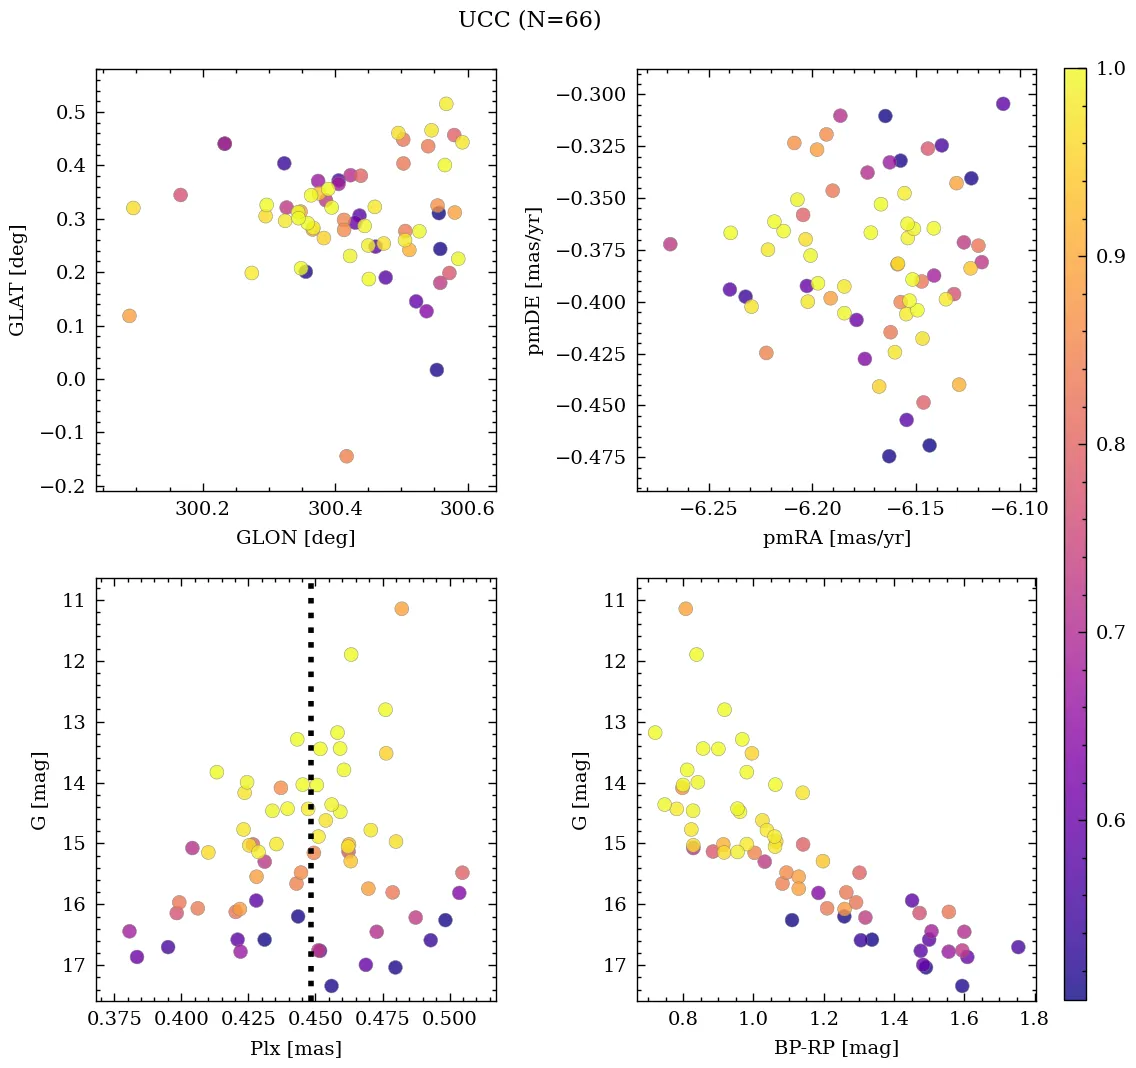 UCC (N=66)
0.5
0.4
0.3
0.2
0.1
0.0
−0.1
−0.2
GLAT [deg]
300.2 300.4 300.6
GLON [deg]
−0.300
−0.325
−0.350
−0.375
−0.400
−0.425
−0.450
−0.475
pmDE [mas/yr]
−6.25 −6.20 −6.15 −6.10
pmRA [mas/yr]
11
12
13
14
15
16
17
G [mag]
0.375 0.400 0.425 0.450 0.475 0.500
Plx [mas]
11
12
13
14
15
16
17
G [mag]
0.8 1.0 1.2 1.4 1.6 1.8
BP-RP [mag]
1.0
0.9
0.8
0.7
0.6